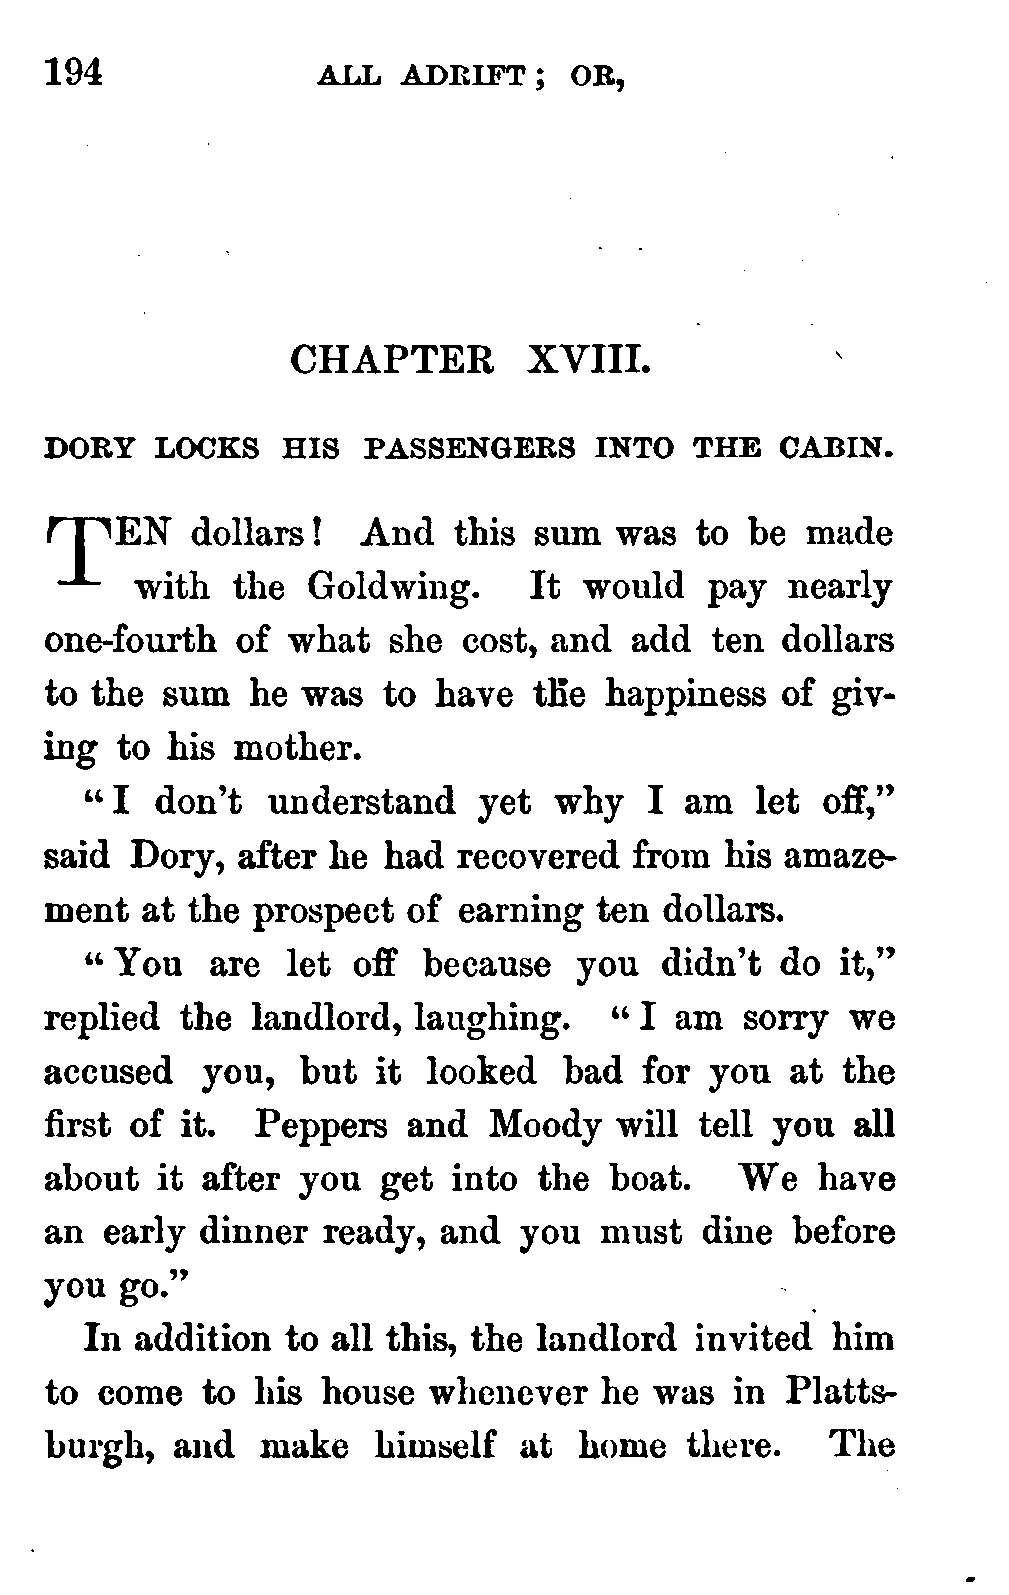 194 ALL ADRIFT; OR,
CHAPTER XVIII.
DORY LOCKS HIS PASSENGERS INTO THE CABIN.
TEN dollars! And this sum was to be made
with the Goldwing. It would pay nearly
one-fourth of what she cost, and add ten dollars
to the sum he was to have the happiness of giv-
ing to his mother.
"I don't understand yet why I am let off,"
said Dory, after he had recovered from his amaze-
ment at the prospect of earning ten dollars.
"You are let off because you didn't do it,"
replied the landlord, laughing. "I am sorry we
accused you, but it looked bad for you at the
first of it. Peppers and Moody will tell you all
about it after you get into the boat. We have
an early dinner ready, and you must dine before
you go."
In addition to all this, the landlord invited him
to come to his house whenever he was in Platts-
burgh, and make himself at home there. The